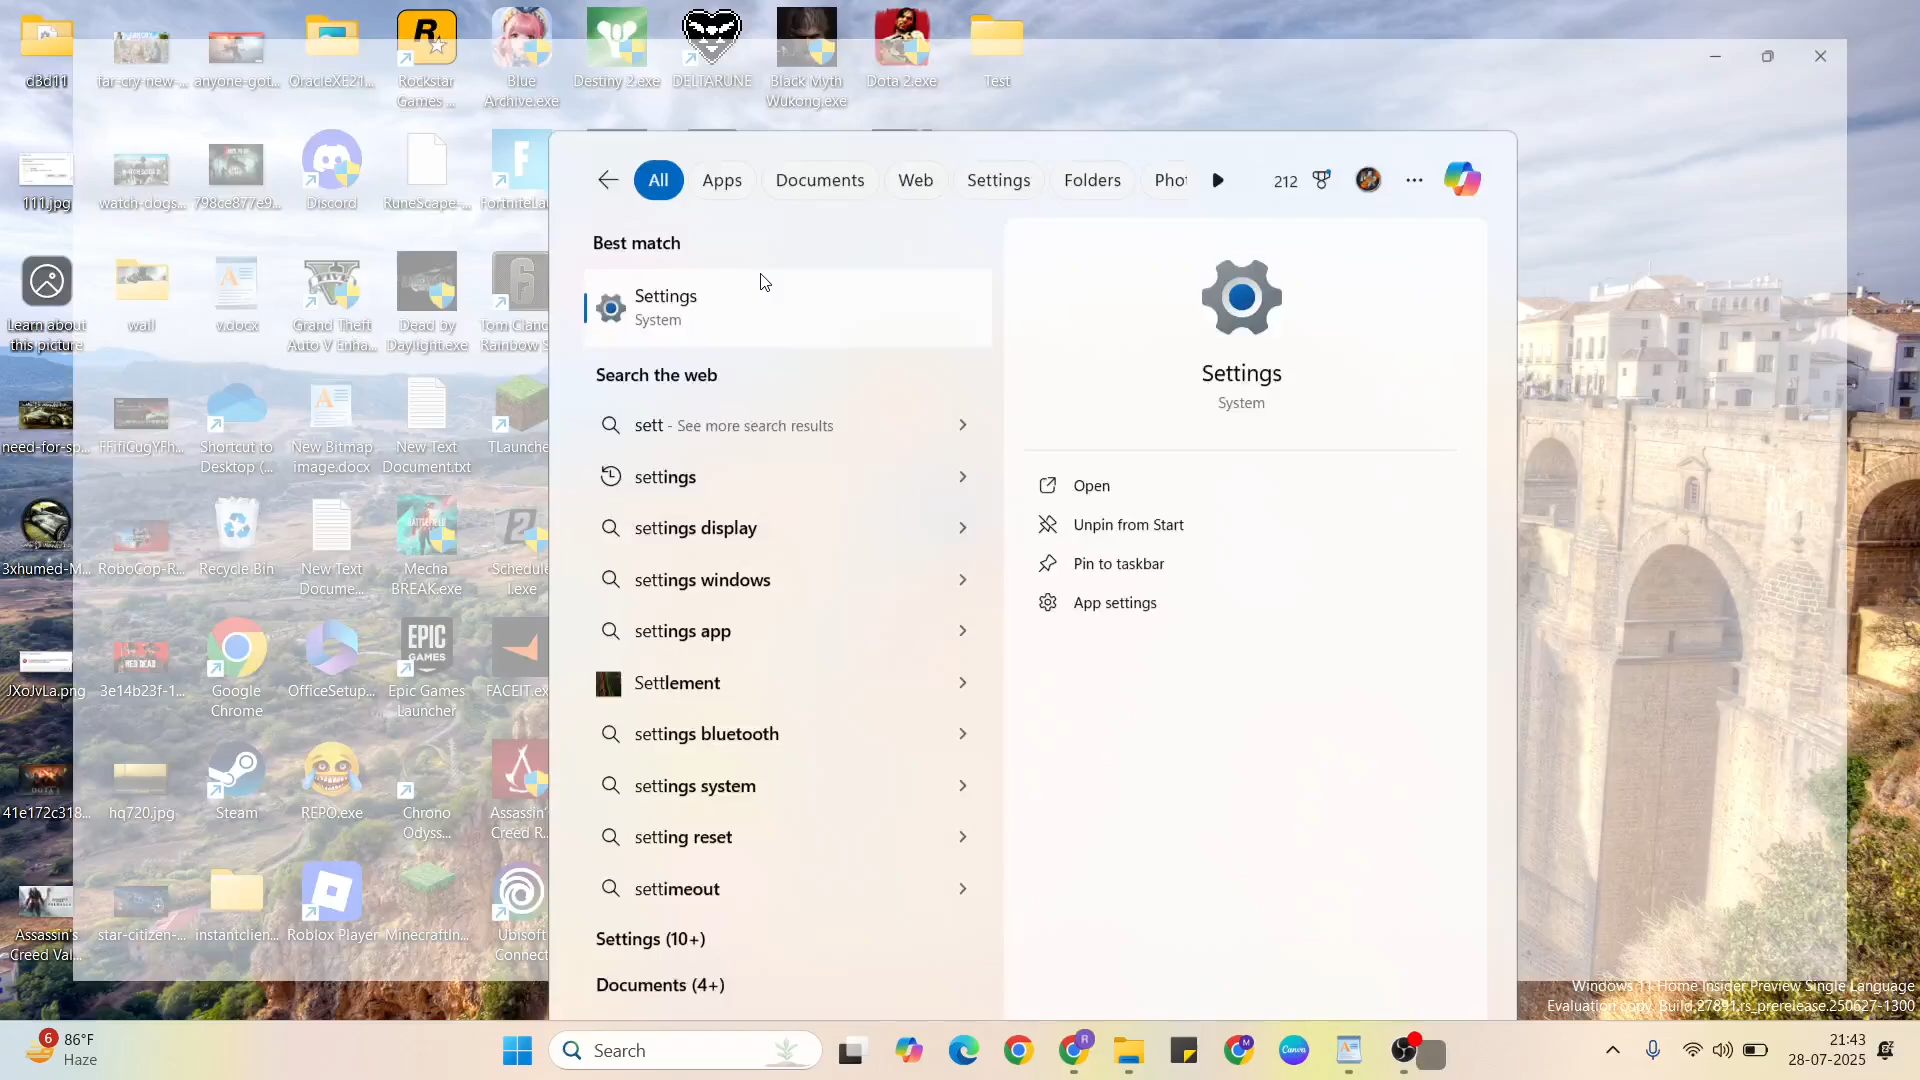 d3d11
far-cry-new-...
anyone-got...
OracleXE21...
Rockstar
Games ...
Blue
Archive.exe
Destiny 2.exe
DELTARUNE
Black Myth
Wukong.exe
Dota 2.exe
Test
111.jpg
watch-dogs...
798ce877e9...
Discord
RuneScape-...
FortniteLau
Learn about
this picture
wall
v.docx
Grand Theft
Auto V Enha...
Dead by
Daylight.exe
Tom Clanc
Rainbow S
need-for-sp...
FFifiCugYFh...
Shortcut to
Desktop (...
New Bitmap
image.docx
New Text
Document.txt
TLaunche
3xhumed-M...
RoboCop-R...
Recycle Bin
New Text
Docume...
Mecha
BREAK.exe
Schedule
I.exe
JXoJvLa.png
3e14b23f-1...
Google
Chrome
OfficeSetup...
Epic Games
Launcher
FACEIT.ex
41e172c318...
hq720.jpg
Steam
REPO.exe
Chrono
Odyss...
Assassin'
Creed R...
Assassin's
Creed Val...
star-citizen-...
instantclien...
Roblox Player
MinecraftIn...
Ubisoft
Connect
All
Apps
Documents
Web
Settings
Folders
Phot
212
Best match
Settings
System
Search the web
sett - See more search results
settings
settings display
settings windows
settings app
Settlement
settings bluetooth
settings system
setting reset
settimeout
Settings (10+)
Documents (4+)
Settings
System
Open
Unpin from Start
Pin to taskbar
App settings
Windows 11 Home Insider Preview Single Language
Evaluation copy. Build 27891.rs_prerelease.250627-1300
6
86°F
Haze
Search
R
M
Canva
21:43
28-07-2025